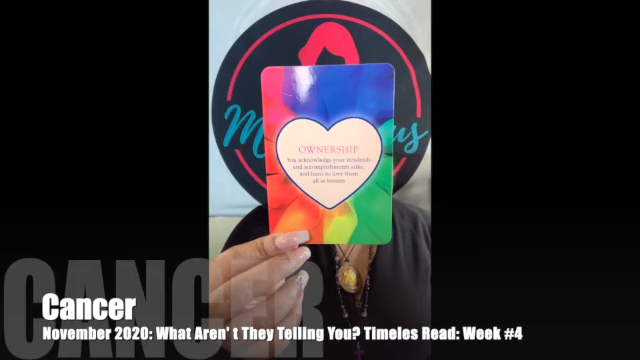 OWNERSHIP
You acknowledge your misdeeds
and accomplishments alike,
and learn to love them
all as lessons
CANCER
Cancer
November 2020: What Aren' t They Telling You? Timeles Read: Week #4